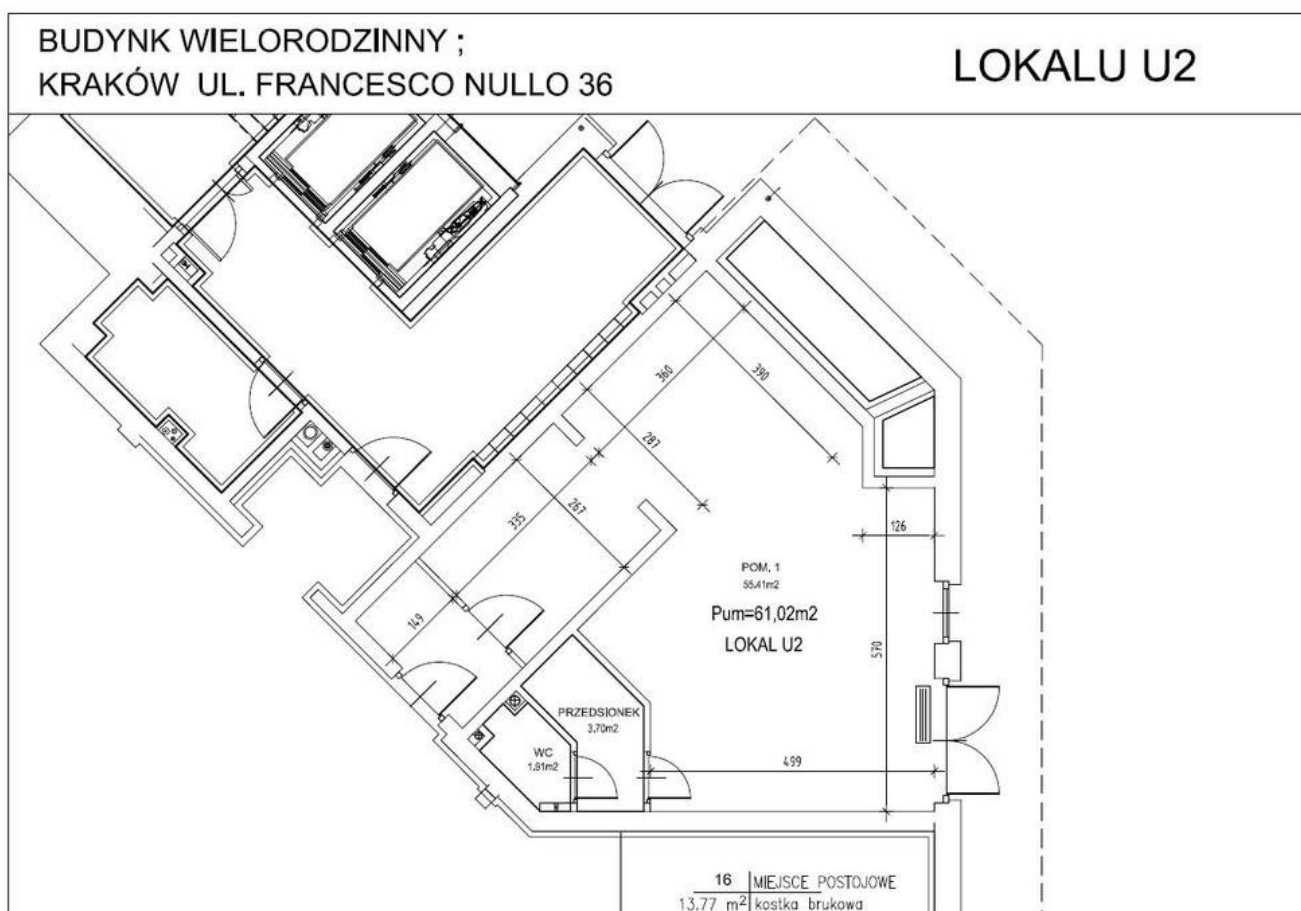 BUDYNK WIELORODZINNY ;
KRAKÓW UL. FRANCESCO NULLO 36
LOKALU U2
360
390
287
335
267
149
126
POM. 1
55.41m2
Pum=61,02m2
LOKAL U2
570
PRZEDSIONEK
3.70m2
WC
1.91m2
499
16 MIEJSCE POSTOJOWE
13.77 m2 kostka brukowa